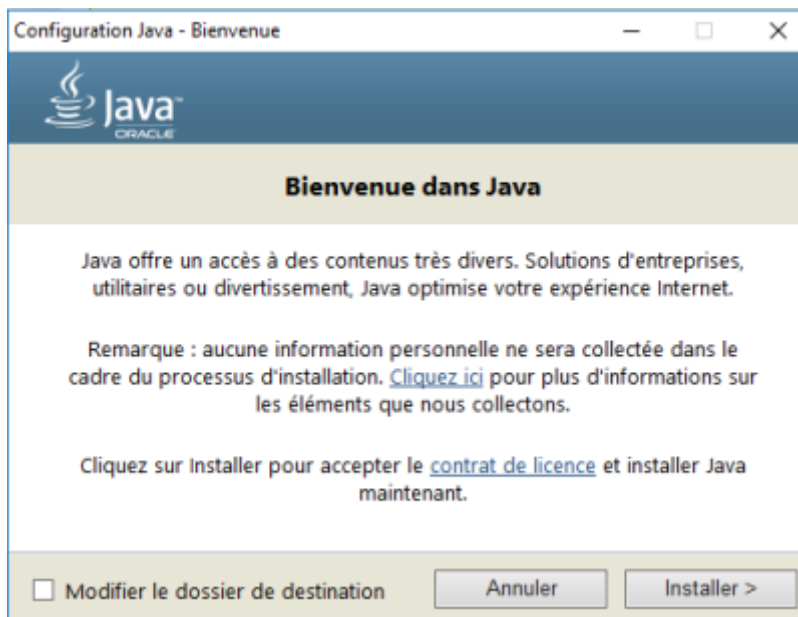 Configuration Java - Bienvenue
Java™
ORACLE
Bienvenue dans Java
Java offre un accès à des contenus très divers. Solutions d'entreprises,
utilitaires ou divertissement, Java optimise votre expérience Internet.
Remarque : aucune information personnelle ne sera collectée dans le
cadre du processus d'installation. Cliquez ici pour plus d'informations sur
les éléments que nous collectons.
Cliquez sur Installer pour accepter le contrat de licence et installer Java
maintenant.
Modifier le dossier de destination
Annuler
Installer >